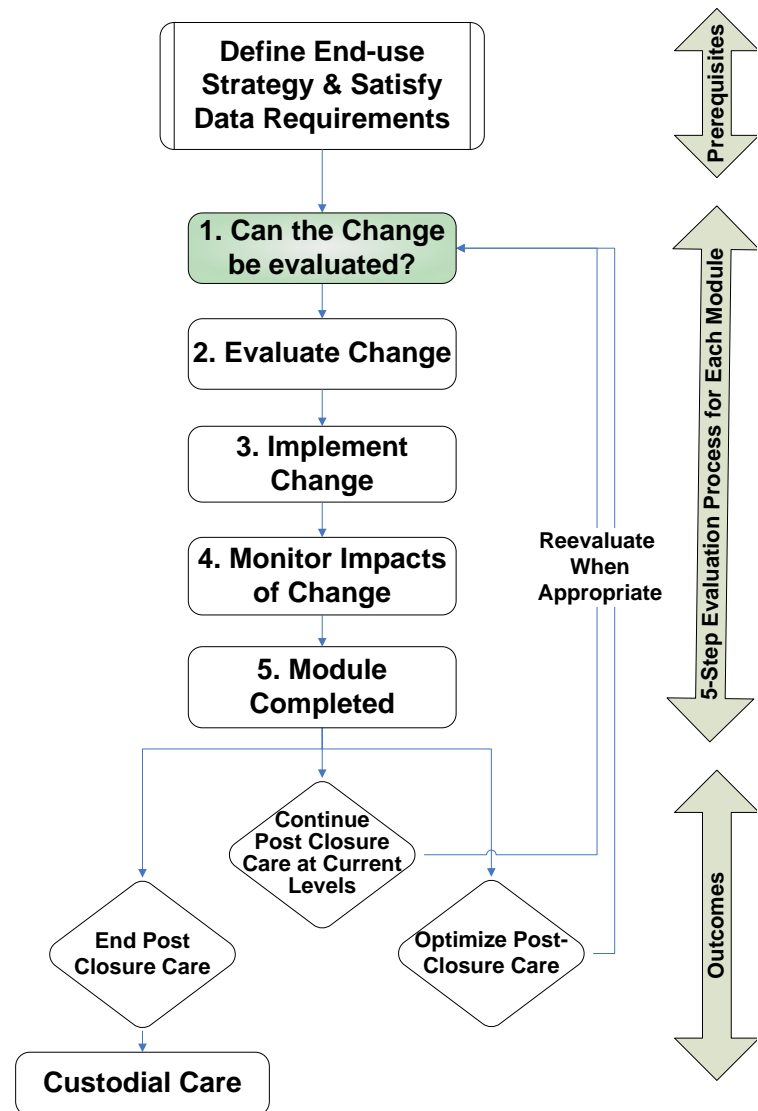 Define End-use
Strategy & Satisfy
Data Requirements
Prerequisites
1. Can the Change
be evaluated?
2. Evaluate Change
3. Implement
Change
4. Monitor Impacts
of Change
5. Module
Completed
Reevaluate
When
Appropriate
5-Step Evaluation Process for Each Module
Continue
Post Closure
Care at Current
Levels
End Post
Closure Care
Optimize Post-
Closure Care
Outcomes
Custodial Care